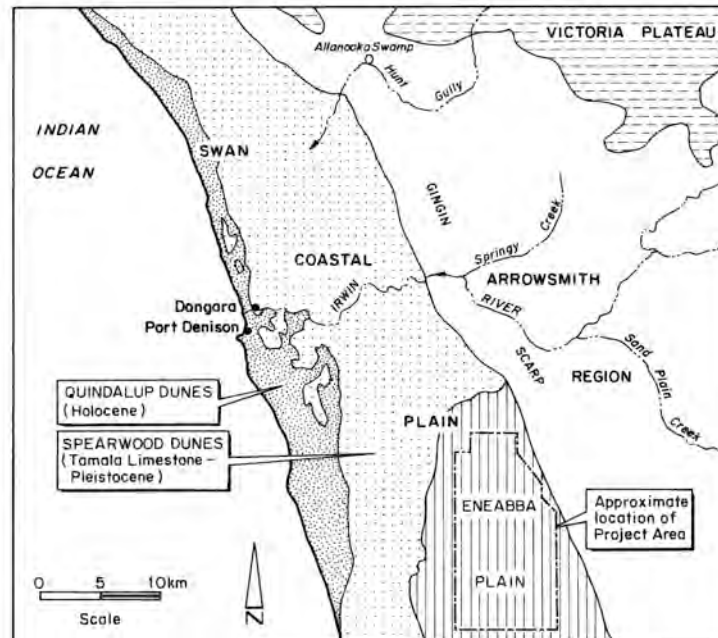 VICTORIA PLATEAU
Allanooka Swamp
Hunt
Gully
INDIAN
OCEAN
SWAN
GINGIN
COASTAL
Springy Creek
ARROWSMITH
IRWIN
RIVER
Dongara
Port Denison
SCARP
REGION
Sand Plain Creek
QUINDALUP DUNES
(Holocene)
PLAIN
SPEARWOOD DUNES
(Tamala Limestone –
Pleistocene)
ENEABBA
PLAIN
Approximate
location of
Project Area
0 5 10km
Scale
N